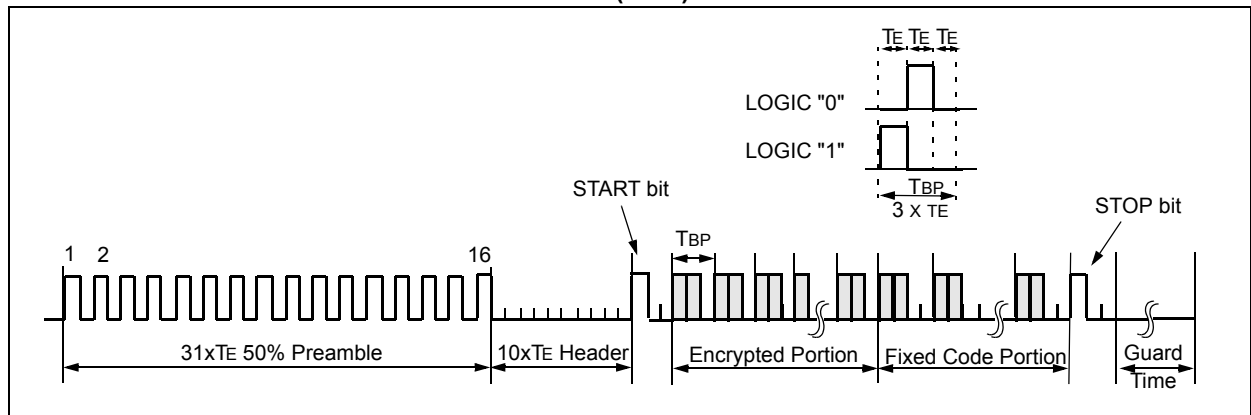 TE TE TE
LOGIC "0"
LOGIC "1"
TBP
3 X TE
START bit
STOP bit
1 2 16
TBP
31xTE 50% Preamble
10xTE Header
Encrypted Portion
Fixed Code Portion
Guard
Time